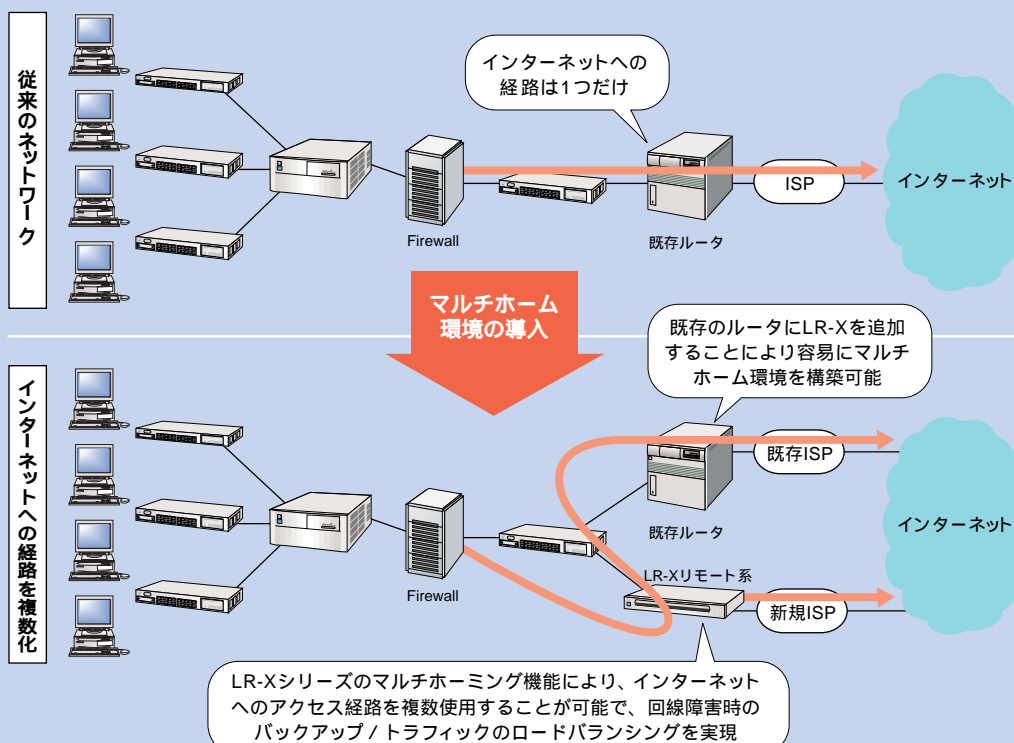 従来のネットワーク
インターネットへの
経路は1つだけ
Firewall
既存ルータ
ISP
インターネット
マルチホーム
環境の導入
インターネットへの経路を複数化
既存のルータにLR-Xを追加
することにより容易にマルチ
ホーム環境を構築可能
既存ISP
既存ルータ
インターネット
Firewall
LR-Xリモート系
新規ISP
LR-Xシリーズのマルチホーミング機能により、インターネット
へのアクセス経路を複数使用することが可能で、回線障害時の
バックアップ / トラフィックのロードバランシングを実現